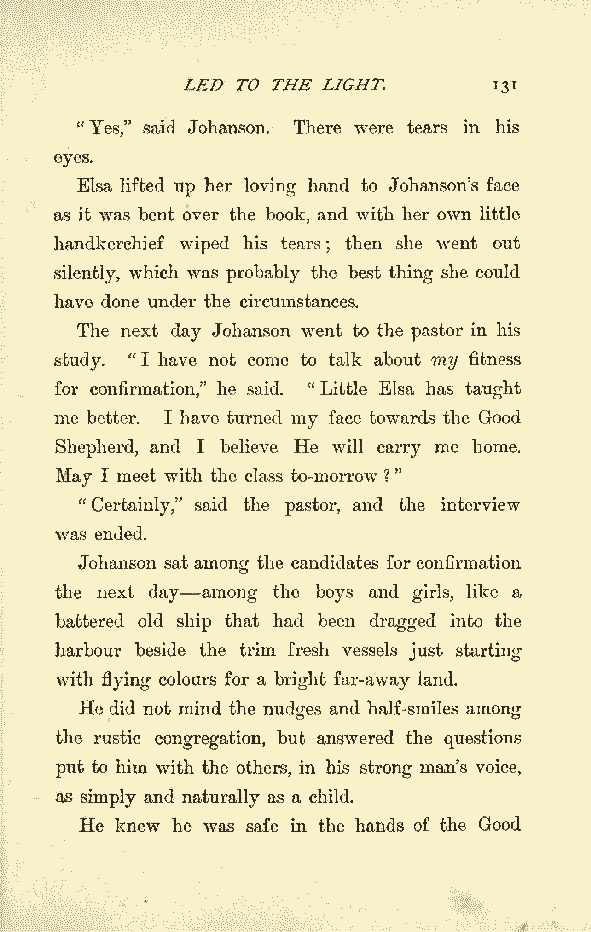 LED TO THE LIGHT. 131
"Yes," said Johanson. There were tears in his
eyes.
Elsa lifted up her loving hand to Johanson's face
as it was bent over the book, and with her own little
handkerchief wiped his tears; then she went out
silently, which was probably the best thing she could
have done under the circumstances.
The next day Johanson went to the pastor in his
study. "I have not come to talk about my fitness
for confirmation," he said. "Little Elsa has taught
me better. I have turned my face towards the Good
Shepherd, and I believe He will carry me home.
May I meet with the class to-morrow?"
"Certainly," said the pastor, and the interview
was ended.
Johanson sat among the candidates for confirmation
the next day—among the boys and girls, like a
battered old ship that had been dragged into the
harbour beside the trim fresh vessels just starting
with flying colours for a bright far-away land.
He did not mind the nudges and half-smiles among
the rustic congregation, but answered the questions
put to him with the others, in his strong man's voice,
as simply and naturally as a child.
He knew he was safe in the hands of the Good